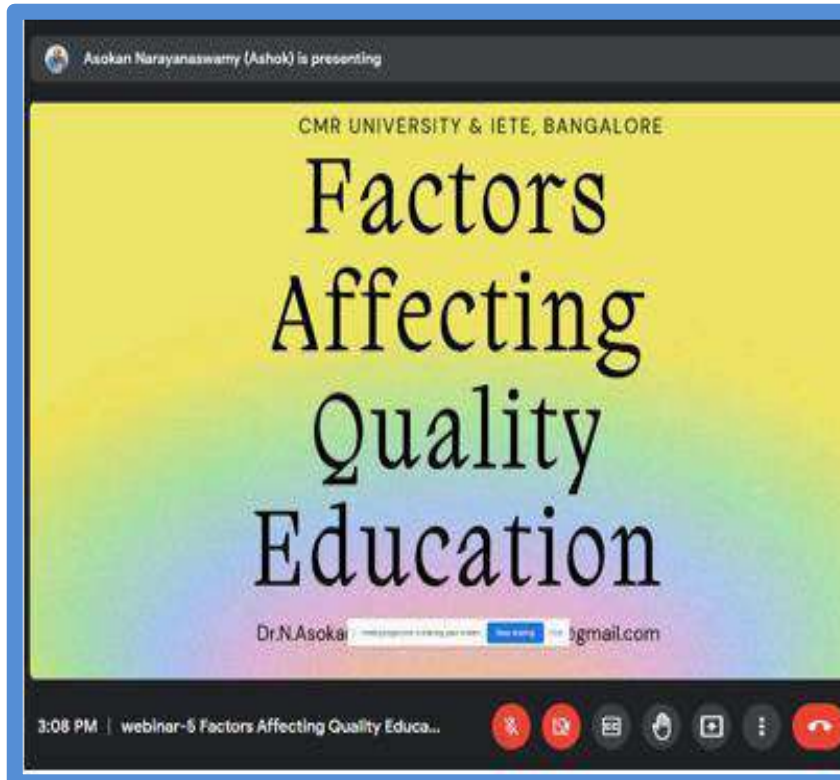 Asokan Narayanaswamy (Ashok) is presenting
CMR UNIVERSITY & IETE, BANGALORE
Factors
Affecting
Quality
Education
Dr.N.Asoka gmail.com
3:08 PM | webinar-5 Factors Affecting Quality Educa...